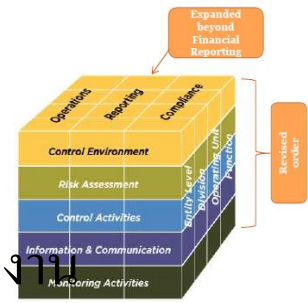 Expanded
beyond
Financial
Reporting
Operations
Reporting
Compliance
Control Environment
Risk Assessment
Control Activities
Information & Communication
Monitoring Activities
Entity Level
Division
Operating Unit
Function
Revised
order
งาน